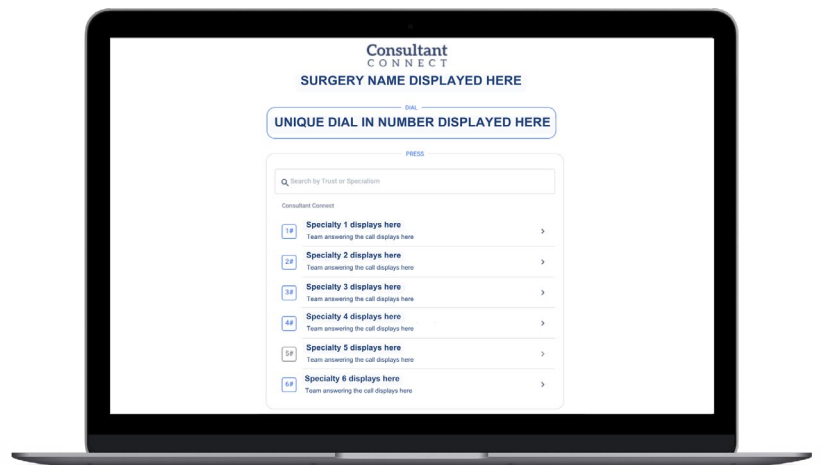 Consultant
CONNECT
SURGERY NAME DISPLAYED HERE
DIAL
UNIQUE DIAL IN NUMBER DISPLAYED HERE
PRESS
Search by Trust or Specialism
Consultant Connect
1#
Specialty 1 displays here
Team answering the call displays here
2#
Specialty 2 displays here
Team answering the call displays here
3#
Specialty 3 displays here
Team answering the call displays here
4#
Specialty 4 displays here
Team answering the call displays here
5#
Specialty 5 displays here
Team answering the call displays here
6#
Specialty 6 displays here
Team answering the call displays here